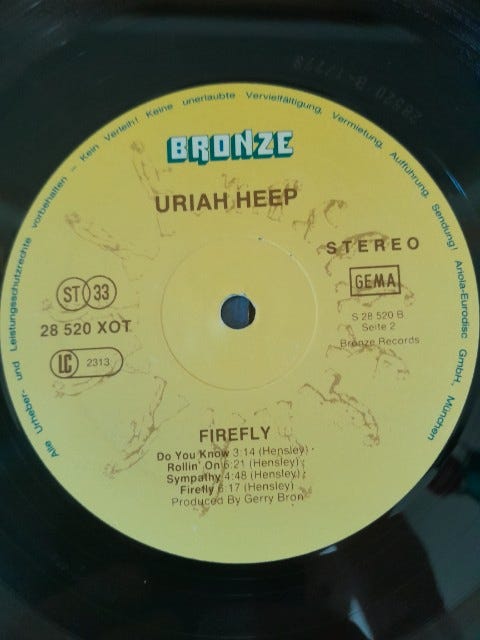 Alle Urheber- und Leistungsschutzrechte vorbehalten – Kein Verleih! Keine unerlaubte Vervielfältigung, Vermietung, Aufführung, Sendung! Ariola-Eurodisc GmbH, München
BRONZE
URIAH HEEP
STEREO
ST 33
GEMA
28 520 XOT
S 28 520 B
Seite 2
LC 2313
Bronze Records
FIREFLY
Do You Know 3:14 (Hensley)
Rollin' On 6:21 (Hensley)
Sympathy 4:48 (Hensley)
Firefly 6:17 (Hensley)
Produced By Gerry Bron